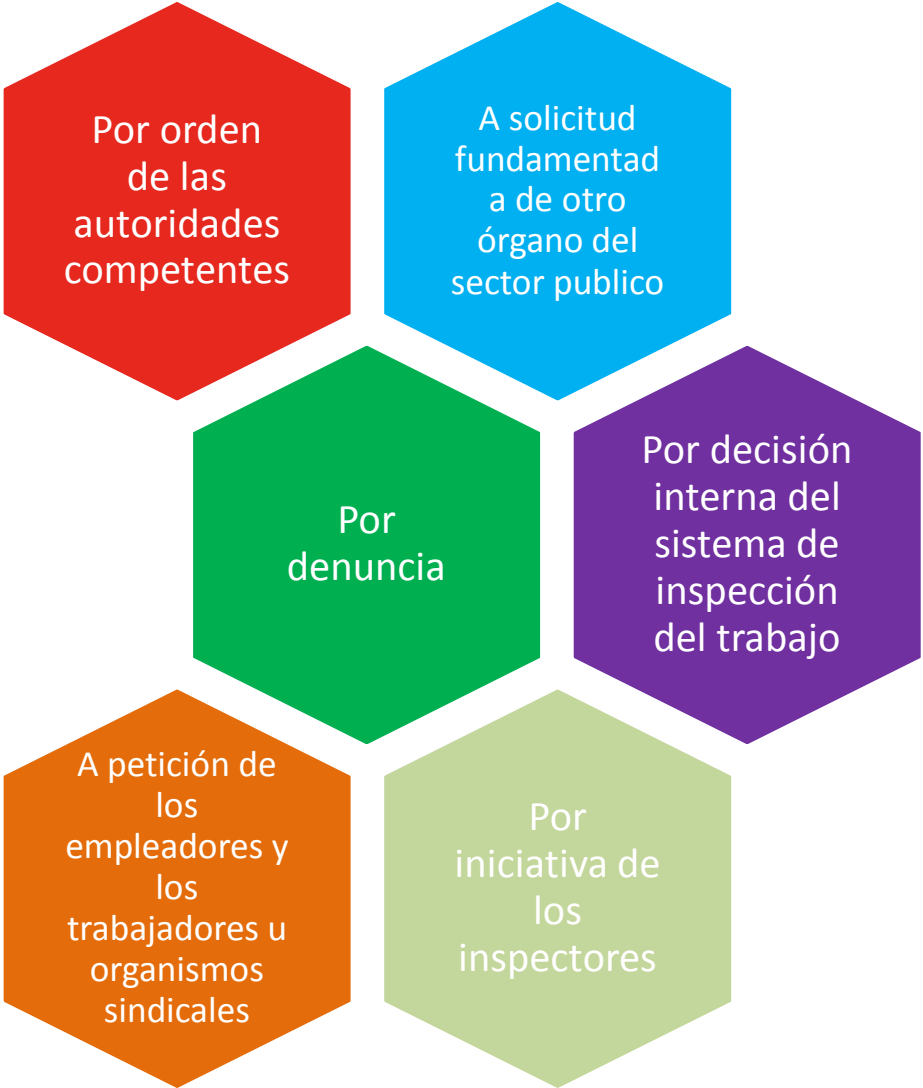 Por orden
de las
autoridades
competentes
A solicitud
fundamentad
a de otro
órgano del
sector publico
Por
denuncia
Por decisión
interna del
sistema de
inspección
del trabajo
A petición de
los
empleadores y
los
trabajadores u
organismos
sindicales
Por
iniciativa de
los
inspectores